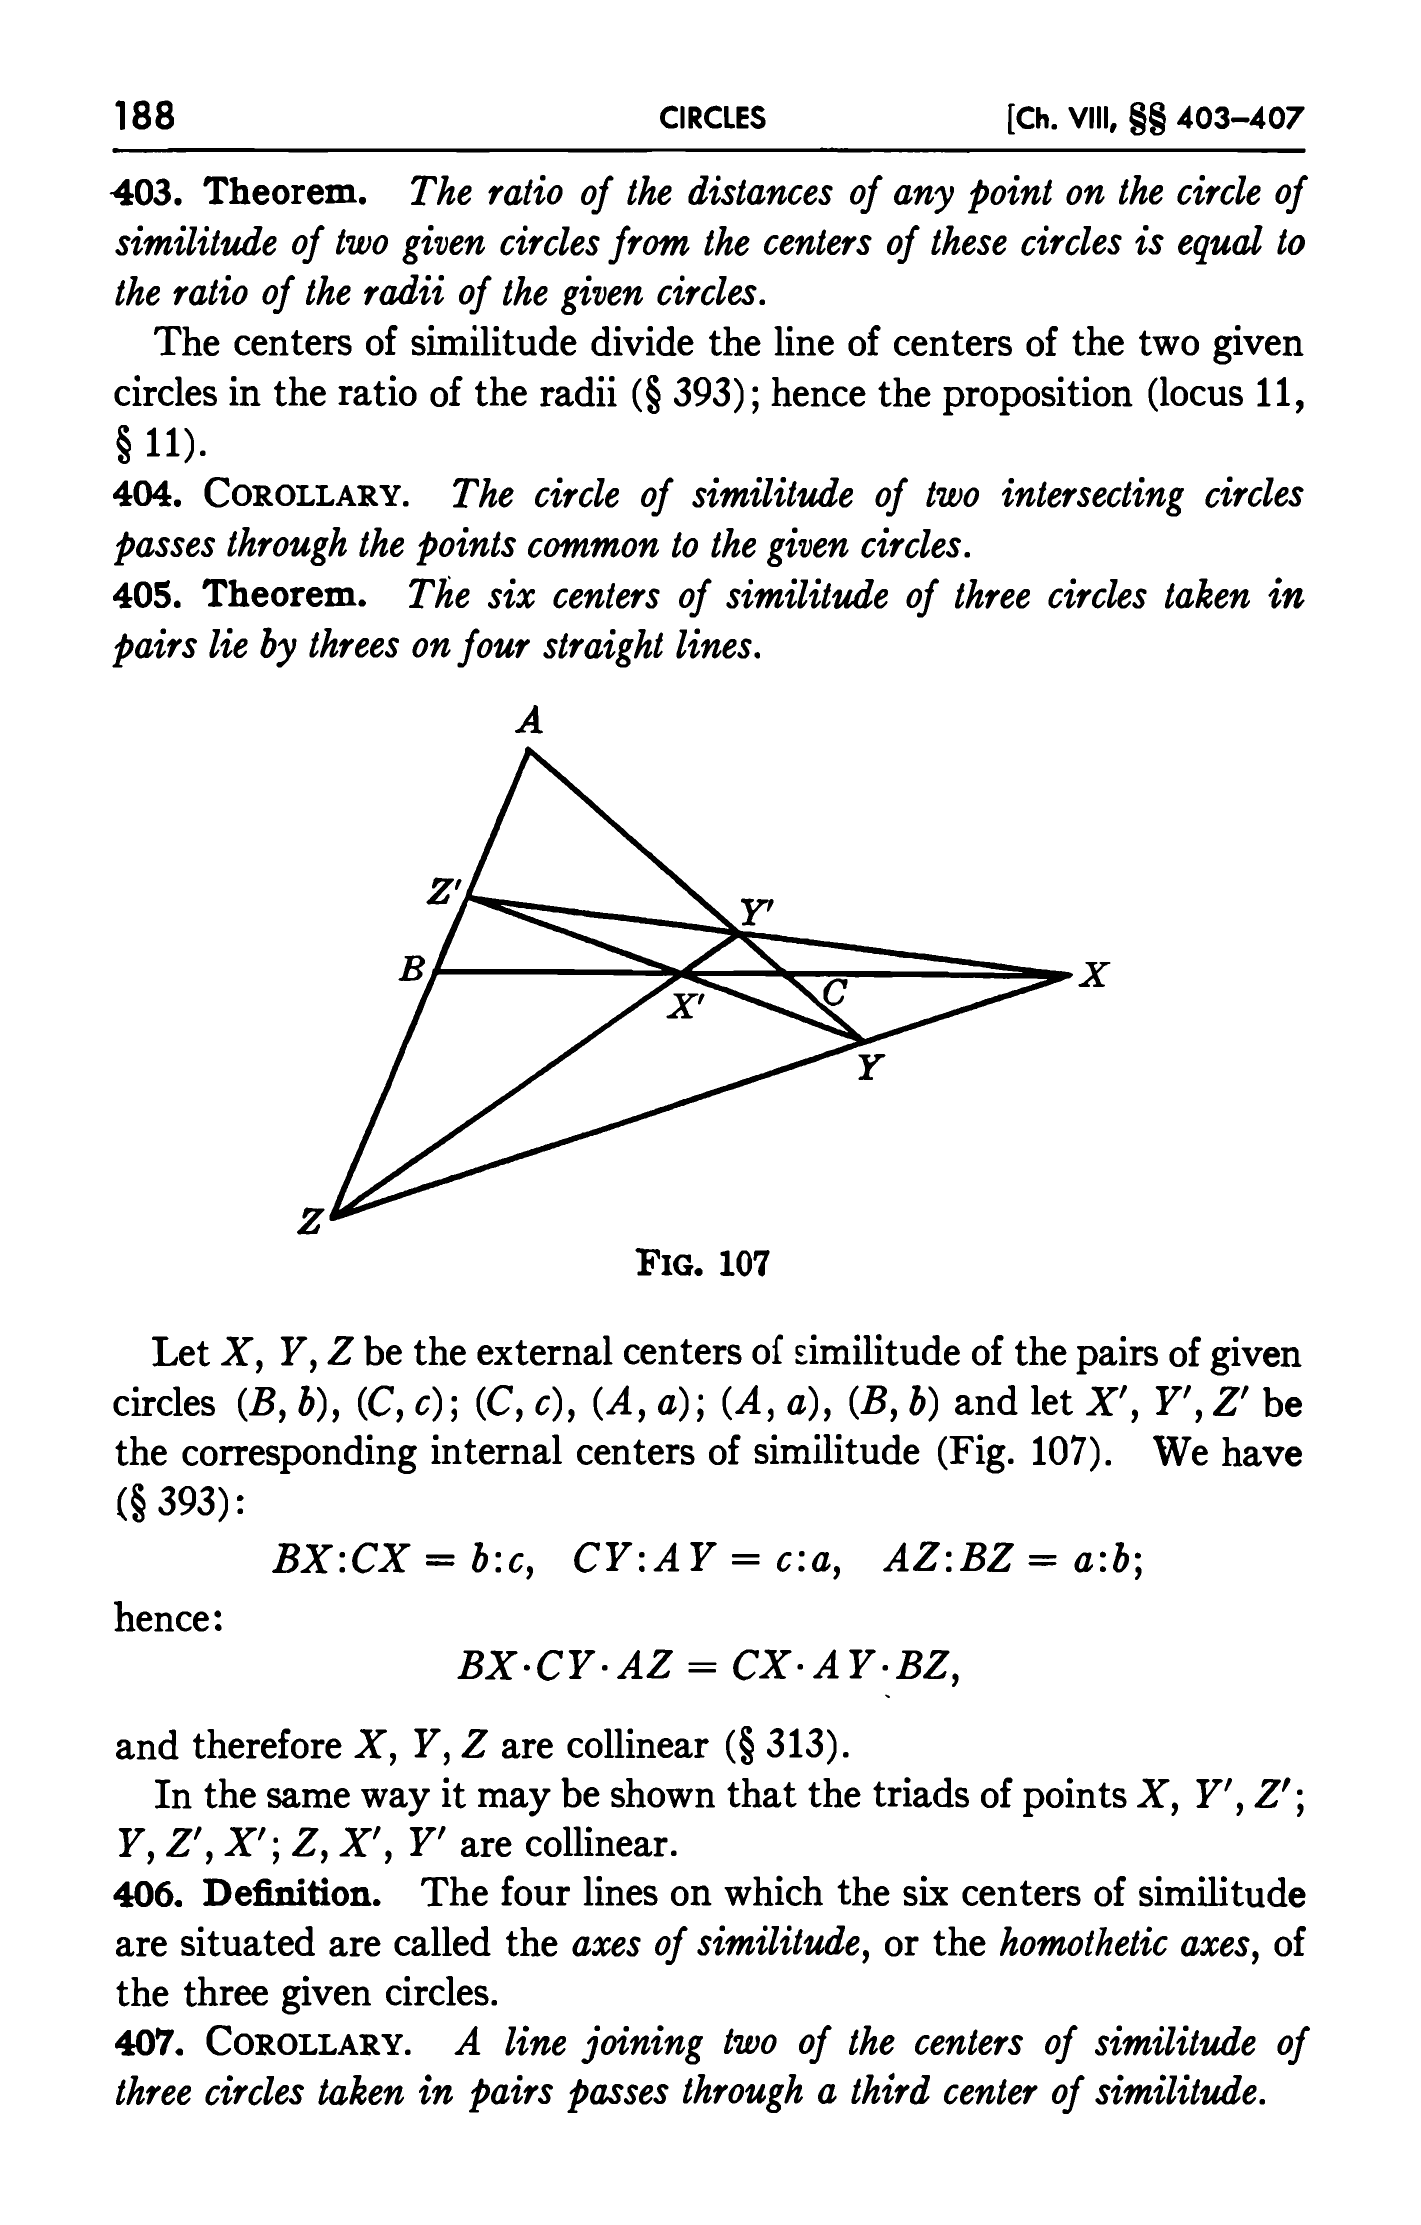 188 CIRCLES [Ch. VIII, §§ 403–407
403. Theorem. The ratio of the distances of any point on the circle of
similitude of two given circles from the centers of these circles is equal to
the ratio of the radii of the given circles.
The centers of similitude divide the line of centers of the two given
circles in the ratio of the radii (§ 393); hence the proposition (locus 11,
§ 11).
404. COROLLARY. The circle of similitude of two intersecting circles
passes through the points common to the given circles.
405. Theorem. The six centers of similitude of three circles taken in
pairs lie by threes on four straight lines.
A
Z'
Y'
B
X
C
X'
Y
Z
FIG. 107
Let X, Y, Z be the external centers of similitude of the pairs of given
circles (B, b), (C, c); (C, c), (A, a); (A, a), (B, b) and let X', Y', Z' be
the corresponding internal centers of similitude (Fig. 107). We have
(§ 393):
BX:CX = b:c, CY:AY = c:a, AZ:BZ = a:b;
hence:
BX·CY·AZ = CX·AY·BZ,
and therefore X, Y, Z are collinear (§ 313).
In the same way it may be shown that the triads of points X, Y', Z';
Y, Z', X'; Z, X', Y' are collinear.
406. Definition. The four lines on which the six centers of similitude
are situated are called the axes of similitude, or the homothetic axes, of
the three given circles.
407. COROLLARY. A line joining two of the centers of similitude of
three circles taken in pairs passes through a third center of similitude.